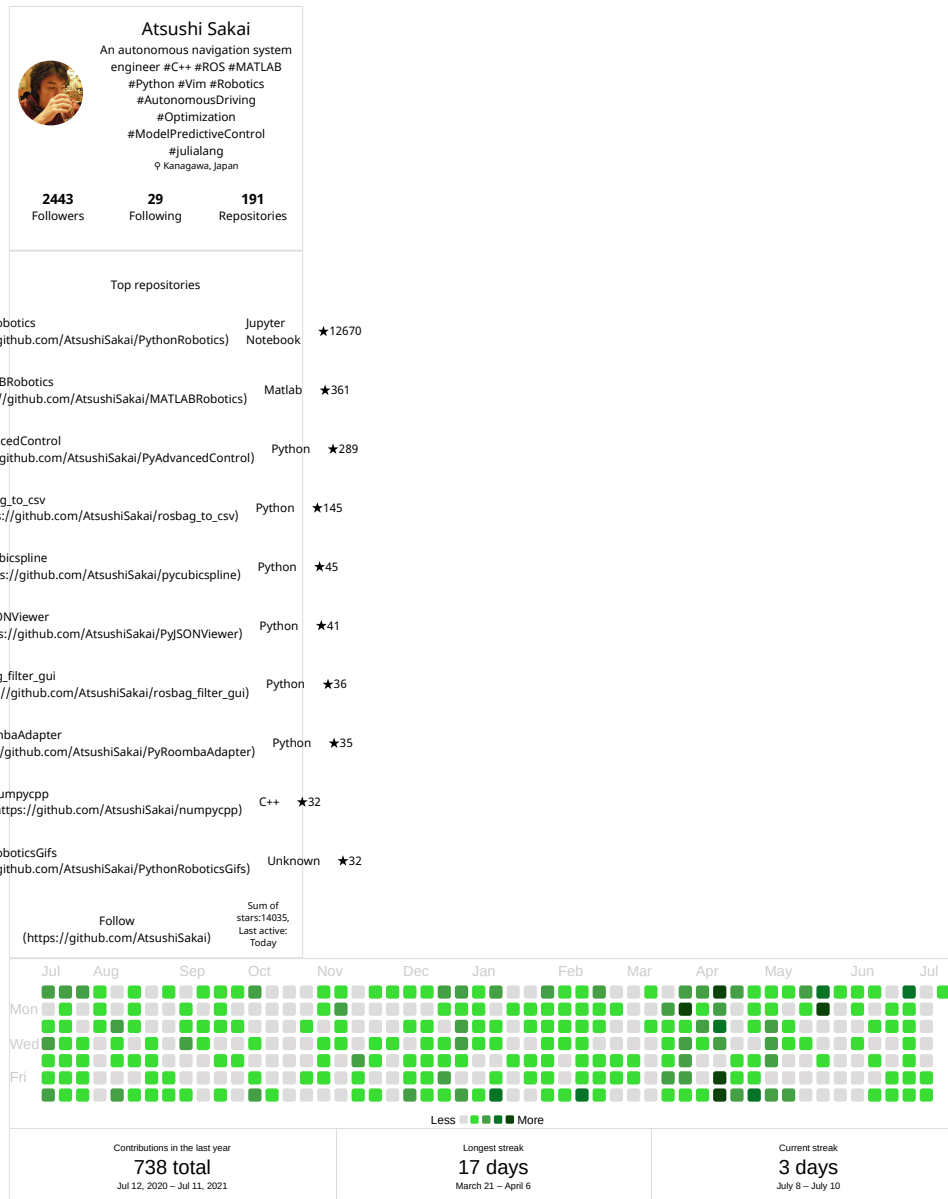 Atsushi Sakai
An autonomous navigation system
engineer #C++ #ROS #MATLAB
#Python #Vim #Robotics
#AutonomousDriving
#Optimization
#ModelPredictiveControl
#julialang
Kanagawa, Japan
2443 29 191
Followers Following Repositories
Top repositories
obotics
github.com/AtsushiSakai/PythonRobotics)
Jupyter
Notebook
★12670
BRobotics
//github.com/AtsushiSakai/MATLABRobotics)
Matlab ★361
cedControl
github.com/AtsushiSakai/PyAdvancedControl)
Python ★289
g_to_csv
s://github.com/AtsushiSakai/rosbag_to_csv)
Python ★145
bicspline
s://github.com/AtsushiSakai/pycubicspline)
Python ★45
ONViewer
s://github.com/AtsushiSakai/PyJSONViewer)
Python ★41
g_filter_gui
://github.com/AtsushiSakai/rosbag_filter_gui)
Python ★36
mbaAdapter
/github.com/AtsushiSakai/PyRoombaAdapter)
Python ★35
umpycpp
ttps://github.com/AtsushiSakai/numpycpp)
C++ ★32
oboticsGifs
github.com/AtsushiSakai/PythonRoboticsGifs)
Unknown ★32
Follow
(https://github.com/AtsushiSakai)
Sum of
stars:14035,
Last active:
Today
Jul Aug Sep Oct Nov Dec Jan Feb Mar Apr May Jun Jul
Mon
Wed
Fri
Less More
Contributions in the last year
738 total
Jul 12, 2020 – Jul 11, 2021
Longest streak
17 days
March 21 – April 6
Current streak
3 days
July 8 – July 10